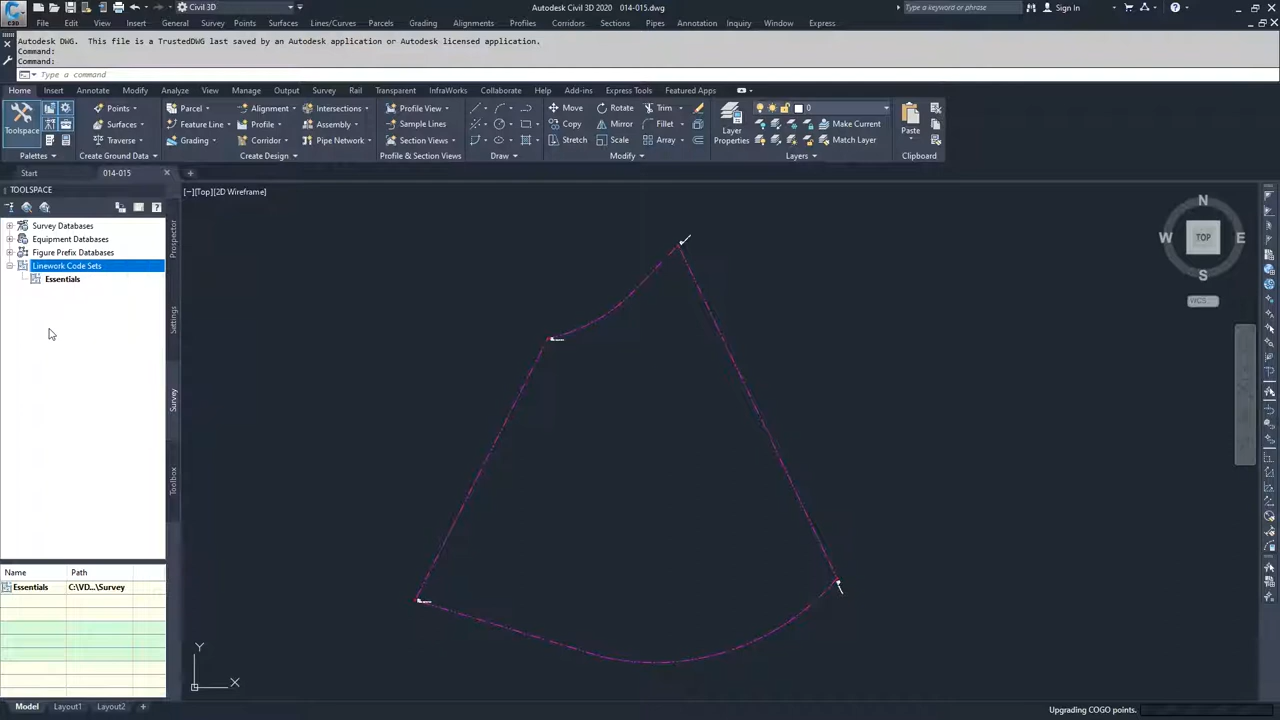 C3D
Civil 3D
Autodesk Civil 3D 2020 014-015.dwg
Type a keyword or phrase
Sign In
File Edit View Insert General Survey Points Surfaces Lines/Curves Parcels Grading Alignments Profiles Corridors Sections Pipes Annotation Inquiry Window Express
Autodesk DWG. This file is a TrustedDWG last saved by an Autodesk application or Autodesk licensed application.
Command:
Command:
Type a command
Home Insert Annotate Modify Analyze View Manage Output Survey Rail Transparent InfraWorks Collaborate Help Add-ins Express Tools Featured Apps
Points Parcel Alignment Intersections Profile View Move Rotate Trim 0
Toolspace Surfaces Feature Line Profile Assembly Sample Lines Copy Mirror Fillet Layer Properties Make Current Paste
Traverse Grading Corridor Pipe Network Section Views Stretch Scale Array Match Layer
Palettes Create Ground Data Create Design Profile & Section Views Draw Modify Layers Clipboard
Start 014-015
TOOLSPACE
[−][Top][2D Wireframe]
Survey Databases
Equipment Databases
Figure Prefix Databases
Linework Code Sets
Essentials
Prospector
Settings
Survey
Toolbox
N
W TOP E
S
WCS
Name Path
Essentials C:\VD...\Survey
Y
X
Model Layout1 Layout2 +
Upgrading COGO points.